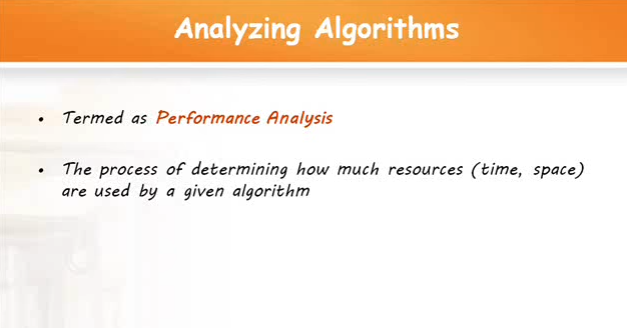 Analyzing Algorithms
• Termed as Performance Analysis
• The process of determining how much resources (time, space)
are used by a given algorithm